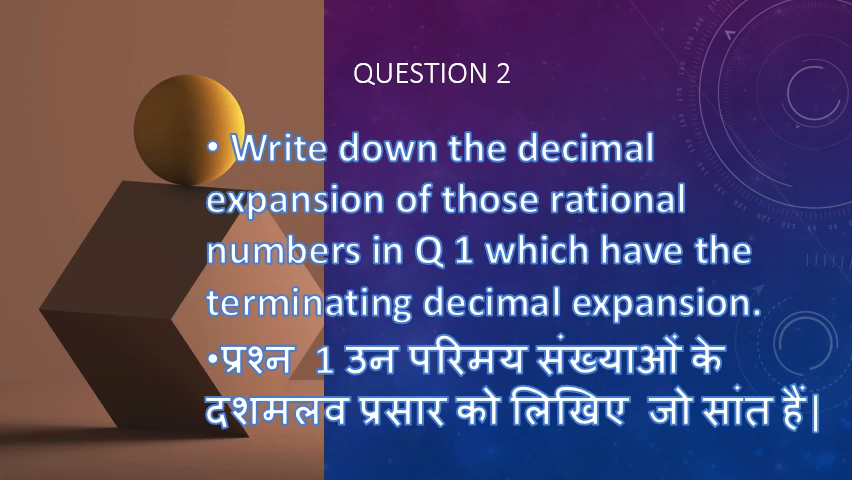 QUESTION 2
• Write down the decimal
expansion of those rational
numbers in Q 1 which have the
terminating decimal expansion.
•प्रश्न 1 उन परिमय संख्याओं के
दशमलव प्रसार को लिखिए जो सांत हैं|